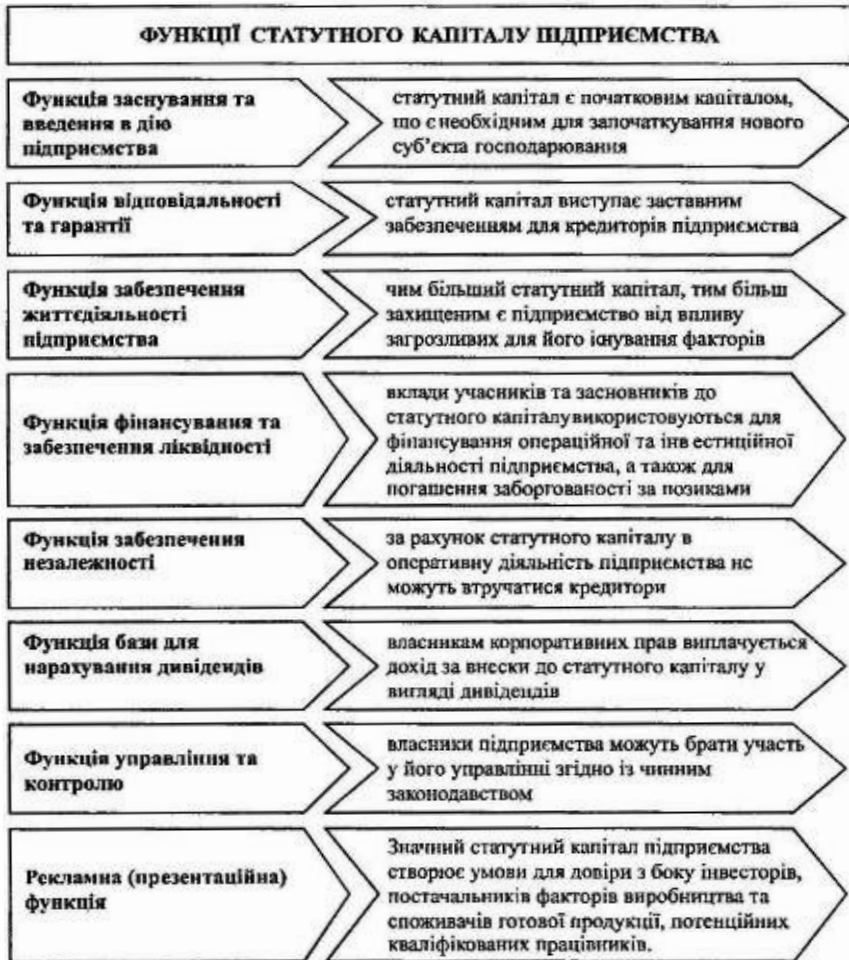 ФУНКЦІЇ СТАТУТНОГО КАПІТАЛУ ПІДПРИЄМСТВА
Функція заснування та
введення в дію
підприємства
статутний капітал є початковим капіталом,
що є необхідним для започаткування нового
суб’єкта господарювання
Функція відповідальності
та гарантії
статутний капітал виступає заставним
забезпеченням для кредиторів підприємства
Функція забезпечення
життєдіяльності
підприємства
чим більший статутний капітал, тим більш
захищеним є підприємство від впливу
загрозливих для його існування факторів
Функція фінансування та
забезпечення ліквідності
вклади учасників та засновників до
статутного капіталу використовуються для
фінансування операційної та інвестиційної
діяльності підприємства, а також для
погашення заборгованості за позиками
Функція забезпечення
незалежності
за рахунок статутного капіталу в
оперативну діяльність підприємства не
можуть втручатися кредитори
Функція бази для
нарахування дивідендів
власникам корпоративних прав виплачується
дохід за внески до статутного капіталу у
вигляді дивідендів
Функція управління та
контролю
власники підприємства можуть брати участь
у його управлінні згідно із чинним
законодавством
Рекламна (презентаційна)
функція
Значний статутний капітал підприємства
створює умови для довіри з боку інвесторів,
постачальників факторів виробництва та
споживачів готової продукції, потенційних
кваліфікованих працівників.